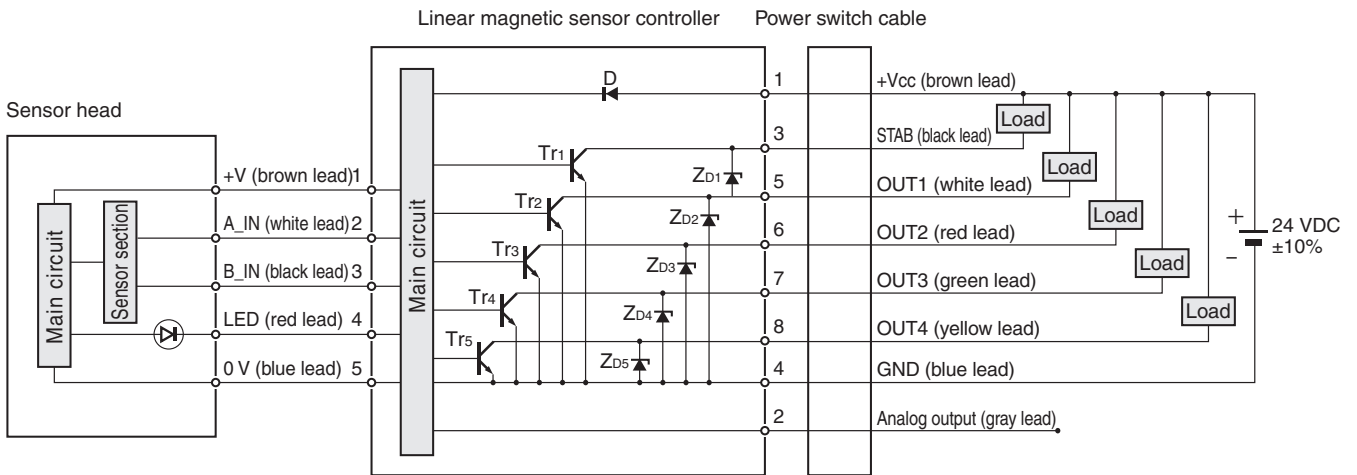 Linear magnetic sensor controller
Power switch cable
Sensor head
Main circuit
Sensor section
+V (brown lead) 1
A_IN (white lead) 2
B_IN (black lead) 3
LED (red lead) 4
0 V (blue lead) 5
Main circuit
D
Tr1
Tr2
Tr3
Tr4
Tr5
ZD1
ZD2
ZD3
ZD4
ZD5
1 +Vcc (brown lead)
3 STAB (black lead)
5 OUT1 (white lead)
6 OUT2 (red lead)
7 OUT3 (green lead)
8 OUT4 (yellow lead)
4 GND (blue lead)
2 Analog output (gray lead)
Load
Load
Load
Load
Load
+
24 VDC
±10%
−